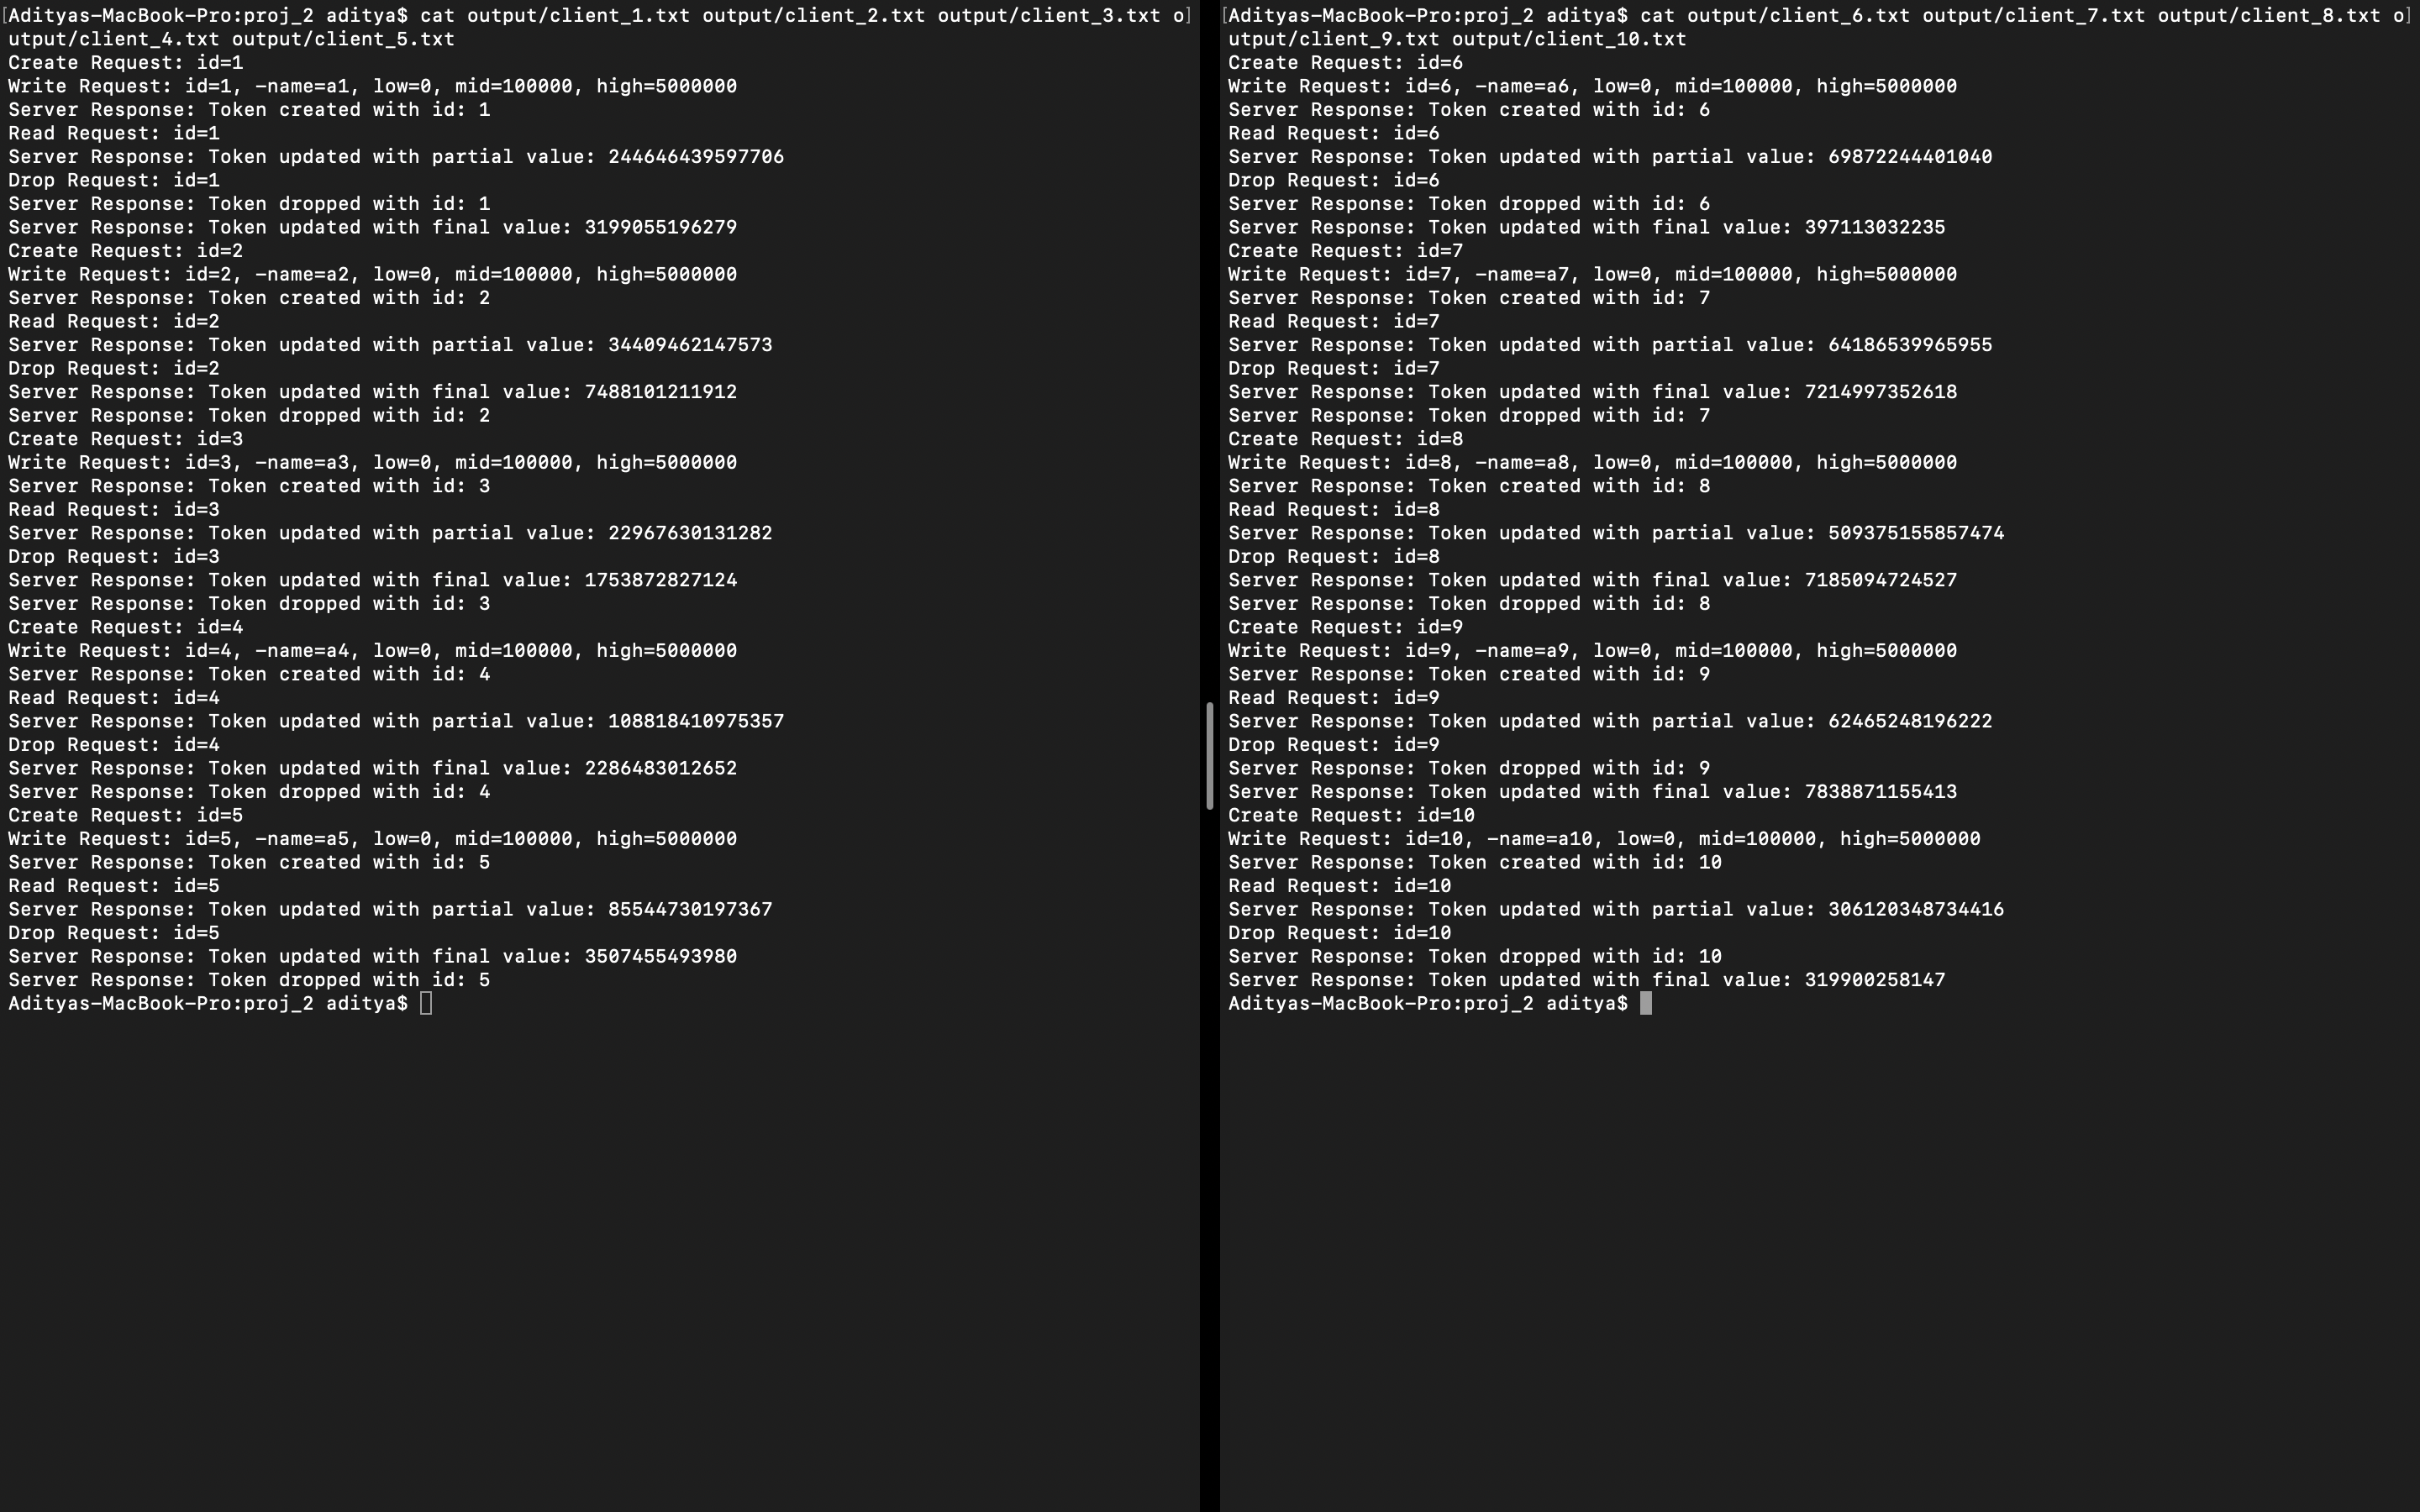 Adityas-MacBook-Pro:proj_2 aditya$ cat output/client_1.txt output/client_2.txt output/client_3.txt o
utput/client_4.txt output/client_5.txt
Create Request: id=1
Write Request: id=1, -name=a1, low=0, mid=100000, high=5000000
Server Response: Token created with id: 1
Read Request: id=1
Server Response: Token updated with partial value: 244646439597706
Drop Request: id=1
Server Response: Token dropped with id: 1
Server Response: Token updated with final value: 3199055196279
Create Request: id=2
Write Request: id=2, -name=a2, low=0, mid=100000, high=5000000
Server Response: Token created with id: 2
Read Request: id=2
Server Response: Token updated with partial value: 34409462147573
Drop Request: id=2
Server Response: Token updated with final value: 7488101211912
Server Response: Token dropped with id: 2
Create Request: id=3
Write Request: id=3, -name=a3, low=0, mid=100000, high=5000000
Server Response: Token created with id: 3
Read Request: id=3
Server Response: Token updated with partial value: 22967630131282
Drop Request: id=3
Server Response: Token updated with final value: 1753872827124
Server Response: Token dropped with id: 3
Create Request: id=4
Write Request: id=4, -name=a4, low=0, mid=100000, high=5000000
Server Response: Token created with id: 4
Read Request: id=4
Server Response: Token updated with partial value: 108818410975357
Drop Request: id=4
Server Response: Token updated with final value: 2286483012652
Server Response: Token dropped with id: 4
Create Request: id=5
Write Request: id=5, -name=a5, low=0, mid=100000, high=5000000
Server Response: Token created with id: 5
Read Request: id=5
Server Response: Token updated with partial value: 85544730197367
Drop Request: id=5
Server Response: Token updated with final value: 3507455493980
Server Response: Token dropped with id: 5
Adityas-MacBook-Pro:proj_2 aditya$
Adityas-MacBook-Pro:proj_2 aditya$ cat output/client_6.txt output/client_7.txt output/client_8.txt o
utput/client_9.txt output/client_10.txt
Create Request: id=6
Write Request: id=6, -name=a6, low=0, mid=100000, high=5000000
Server Response: Token created with id: 6
Read Request: id=6
Server Response: Token updated with partial value: 69872244401040
Drop Request: id=6
Server Response: Token dropped with id: 6
Server Response: Token updated with final value: 397113032235
Create Request: id=7
Write Request: id=7, -name=a7, low=0, mid=100000, high=5000000
Server Response: Token created with id: 7
Read Request: id=7
Server Response: Token updated with partial value: 64186539965955
Drop Request: id=7
Server Response: Token updated with final value: 7214997352618
Server Response: Token dropped with id: 7
Create Request: id=8
Write Request: id=8, -name=a8, low=0, mid=100000, high=5000000
Server Response: Token created with id: 8
Read Request: id=8
Server Response: Token updated with partial value: 509375155857474
Drop Request: id=8
Server Response: Token updated with final value: 7185094724527
Server Response: Token dropped with id: 8
Create Request: id=9
Write Request: id=9, -name=a9, low=0, mid=100000, high=5000000
Server Response: Token created with id: 9
Read Request: id=9
Server Response: Token updated with partial value: 62465248196222
Drop Request: id=9
Server Response: Token dropped with id: 9
Server Response: Token updated with final value: 7838871155413
Create Request: id=10
Write Request: id=10, -name=a10, low=0, mid=100000, high=5000000
Server Response: Token created with id: 10
Read Request: id=10
Server Response: Token updated with partial value: 306120348734416
Drop Request: id=10
Server Response: Token dropped with id: 10
Server Response: Token updated with final value: 319900258147
Adityas-MacBook-Pro:proj_2 aditya$